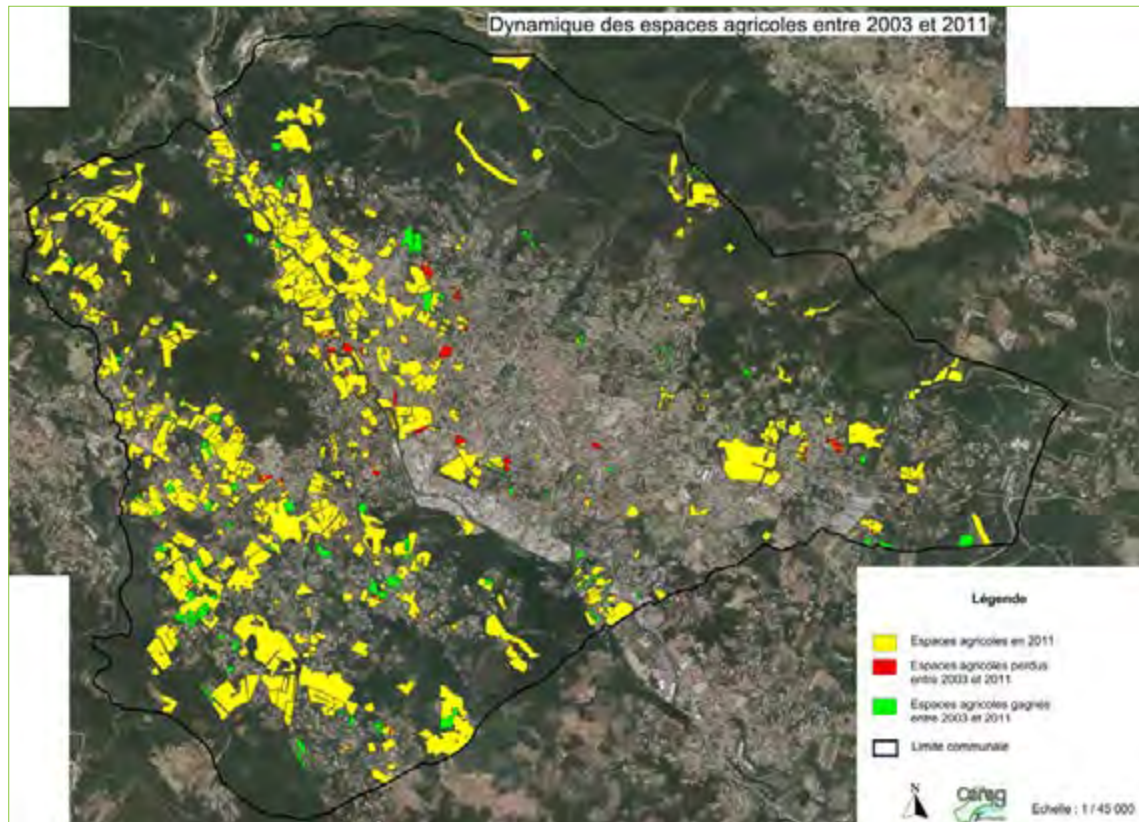 Dynamique des espaces agricoles entre 2003 et 2011
Légende
Espaces agricoles en 2011
Espaces agricoles perdus
entre 2003 et 2011
Espaces agricoles gagnés
entre 2003 et 2011
Limite communale
N
Cereg
Echelle : 1 / 45 000